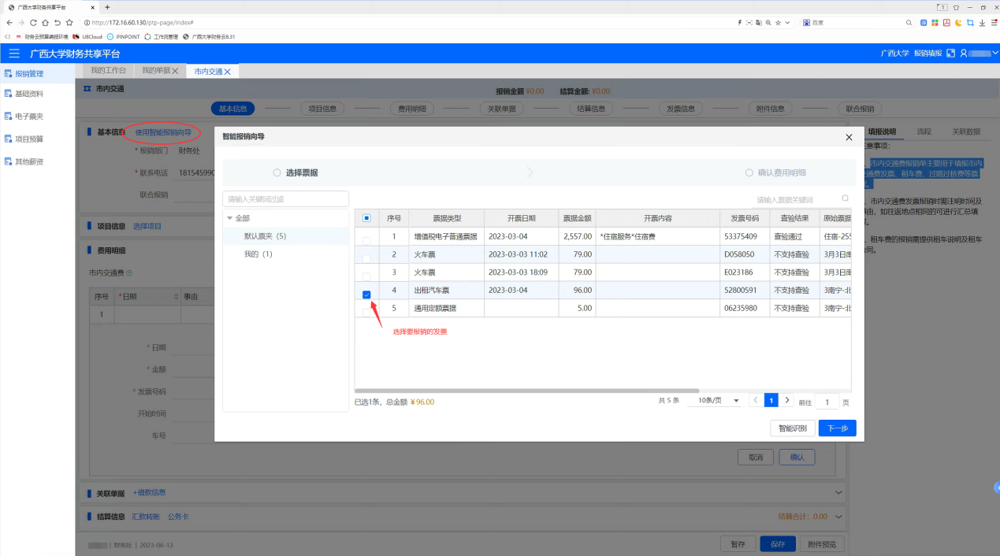 广西大学财务共享平台
http://172.16.60.130/ptp-page/index#
百度
财务云预算编报环境 U8Cloud PINPOINT 工作流管理 广西大学财务云8.31
广西大学财务共享平台
广西大学 报销填报
报销管理
基础资料
电子票夹
项目预算
其他薪资
我的工作台 我的单据 市内交通
市内交通 报销金额 ¥0.00 结算金额: ¥0.00
基本信息 项目信息 费用明细 关联单据 结算信息 发票信息 附件信息 联合报销
基本信息 使用智能报销向导
* 报销部门 财务处
* 联系电话 181545990
联合报销
项目信息 选择项目
费用明细
市内交通费
序号 *日期 事由
1
* 日期
* 金额
* 发票号码
开始时间
车号
智能报销向导
选择票据 确认费用明细
请输入关键词过滤 请输入票据关键词
全部
默认票夹（5）
我的（1）
序号 票据类型 开票日期 票据金额 开票内容 发票号码 查验结果 原始票据
1 增值税电子普通票据 2023-03-04 2,557.00 *住宿服务*住宿费 53375409 查验通过 住宿-255
2 火车票 2023-03-03 11:02 79.00 D058050 不支持查验 3月3日南
3 火车票 2023-03-03 18:09 79.00 E023186 不支持查验 3月3日南
4 出租汽车票 2023-03-04 96.00 52800591 不支持查验 3南宁-北
5 通用定额票据 5.00 06235980 不支持查验 3南宁-北
选择要报销的发票
已选1条，总金额 ¥96.00 共 5 条 10条/页 1 前往 1 页
智能识别 下一步
取消 确认
关联单据 +借款信息
结算信息 汇款转账 公务卡 结算合计：0.00
财务处 | 2023-06-13 暂存 保存 附件预览
填报说明 流程 关联数据
意事项:
市内交通费报销单主要用于填报市内
通费发票、租车费、过路过桥费等票
市内交通费发票报销时需注明时间及
由，如往返地点相同的可进行汇总填
租车费的报销需提供租车说明及租车
同。